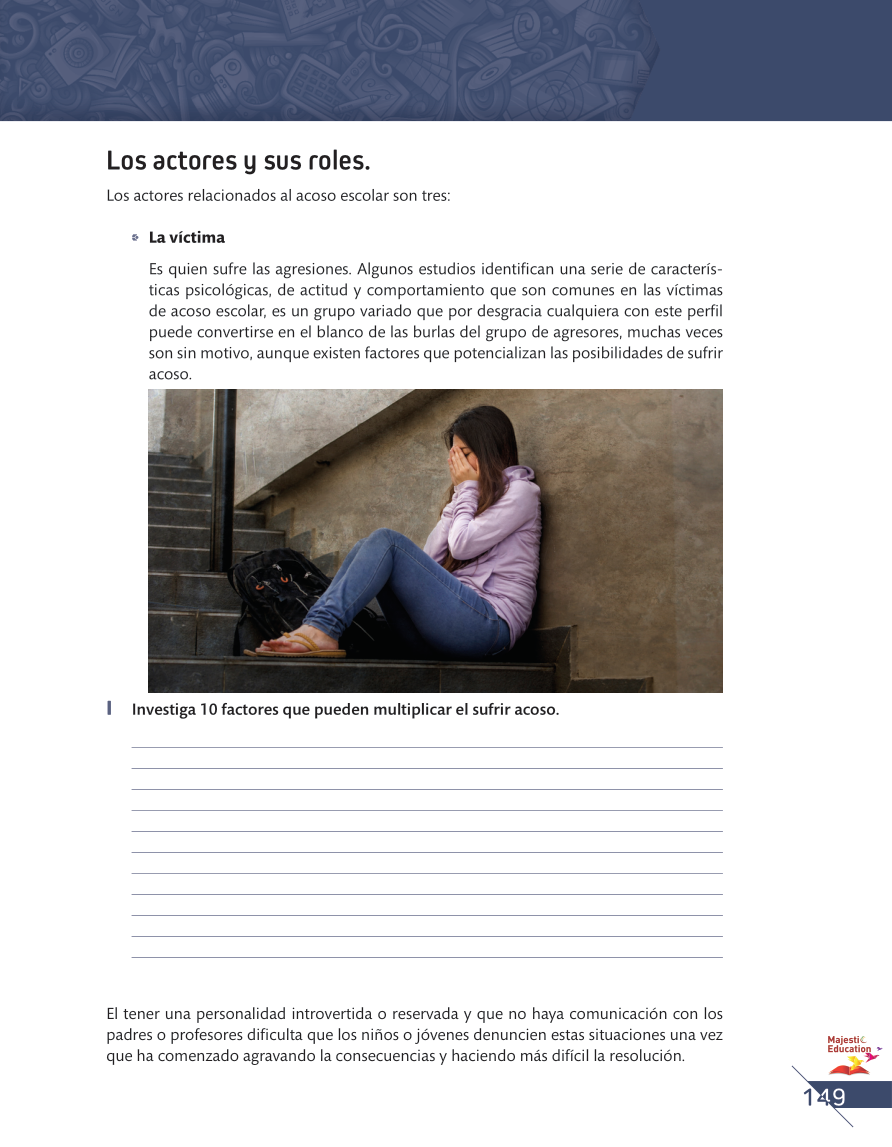 Los actores y sus roles.
Los actores relacionados al acoso escolar son tres:
La víctima
Es quien sufre las agresiones. Algunos estudios identifican una serie de caracterís-
ticas psicológicas, de actitud y comportamiento que son comunes en las víctimas
de acoso escolar, es un grupo variado que por desgracia cualquiera con este perfil
puede convertirse en el blanco de las burlas del grupo de agresores, muchas veces
son sin motivo, aunque existen factores que potencializan las posibilidades de sufrir
acoso.
I Investiga 10 factores que pueden multiplicar el sufrir acoso.
El tener una personalidad introvertida o reservada y que no haya comunicación con los
padres o profesores dificulta que los niños o jóvenes denuncien estas situaciones una vez
que ha comenzado agravando la consecuencias y haciendo más difícil la resolución.
Majestic
Education
149